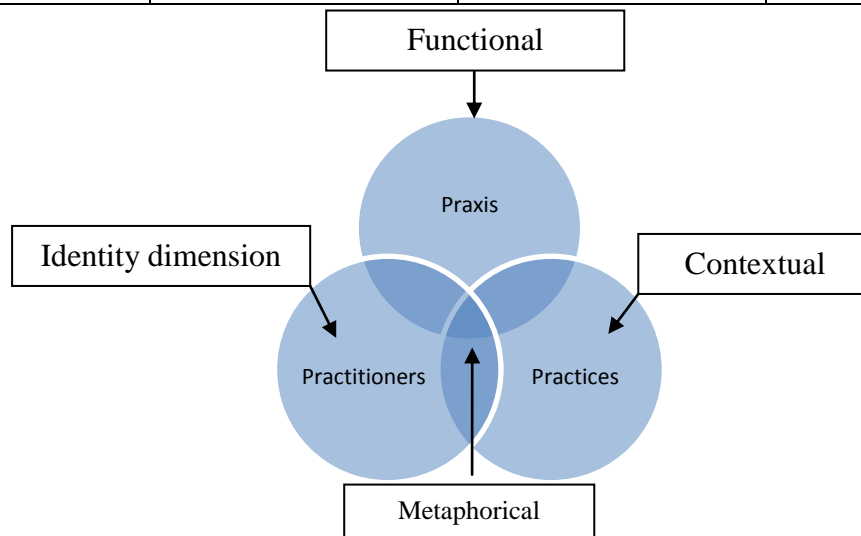 Functional
Praxis
Identity dimension
Contextual
Practitioners
Practices
Metaphorical